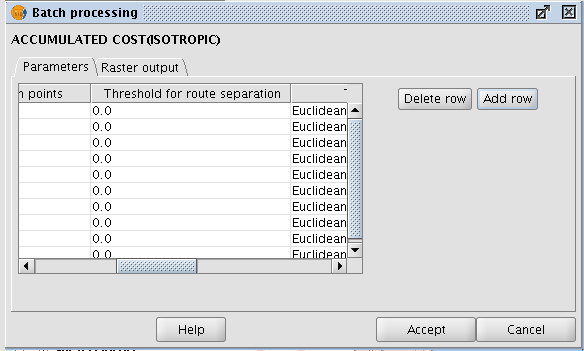 Batch processing
ACCUMULATED COST(ISOTROPIC)
Parameters Raster output
points Threshold for route separation
0.0 Euclidean
0.0 Euclidean
0.0 Euclidean
0.0 Euclidean
0.0 Euclidean
0.0 Euclidean
0.0 Euclidean
0.0 Euclidean
0.0 Euclidean
0.0 Euclidean
Delete row Add row
Help Accept Cancel